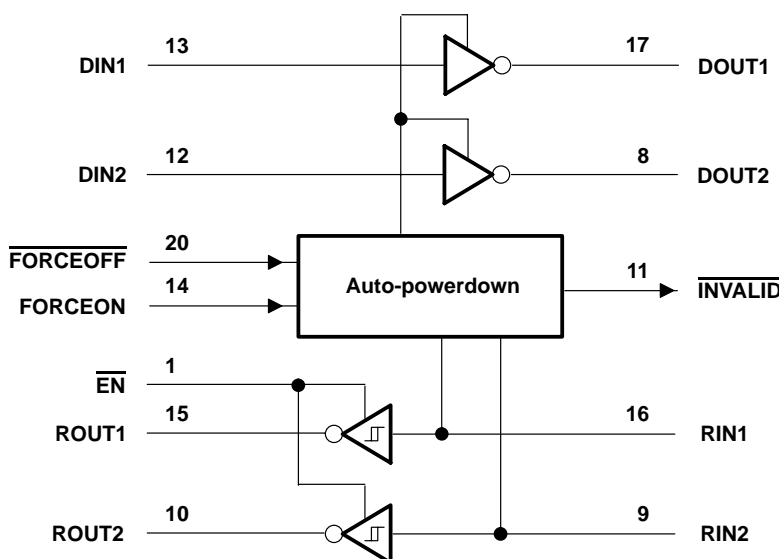 DIN1 13 17 DOUT1
DIN2 12 8 DOUT2
FORCEOFF 20
Auto-powerdown
11 INVALID
FORCEON 14
EN 1
ROUT1 15 16 RIN1
ROUT2 10 9 RIN2